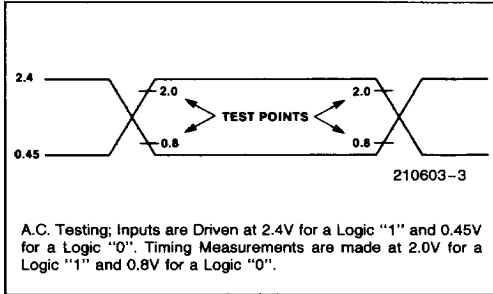 2.4
2.0
2.0
TEST POINTS
0.8
0.8
0.45
210603-3
A.C. Testing; Inputs are Driven at 2.4V for a Logic "1" and 0.45V
for a Logic "0". Timing Measurements are made at 2.0V for a
Logic "1" and 0.8V for a Logic "0".